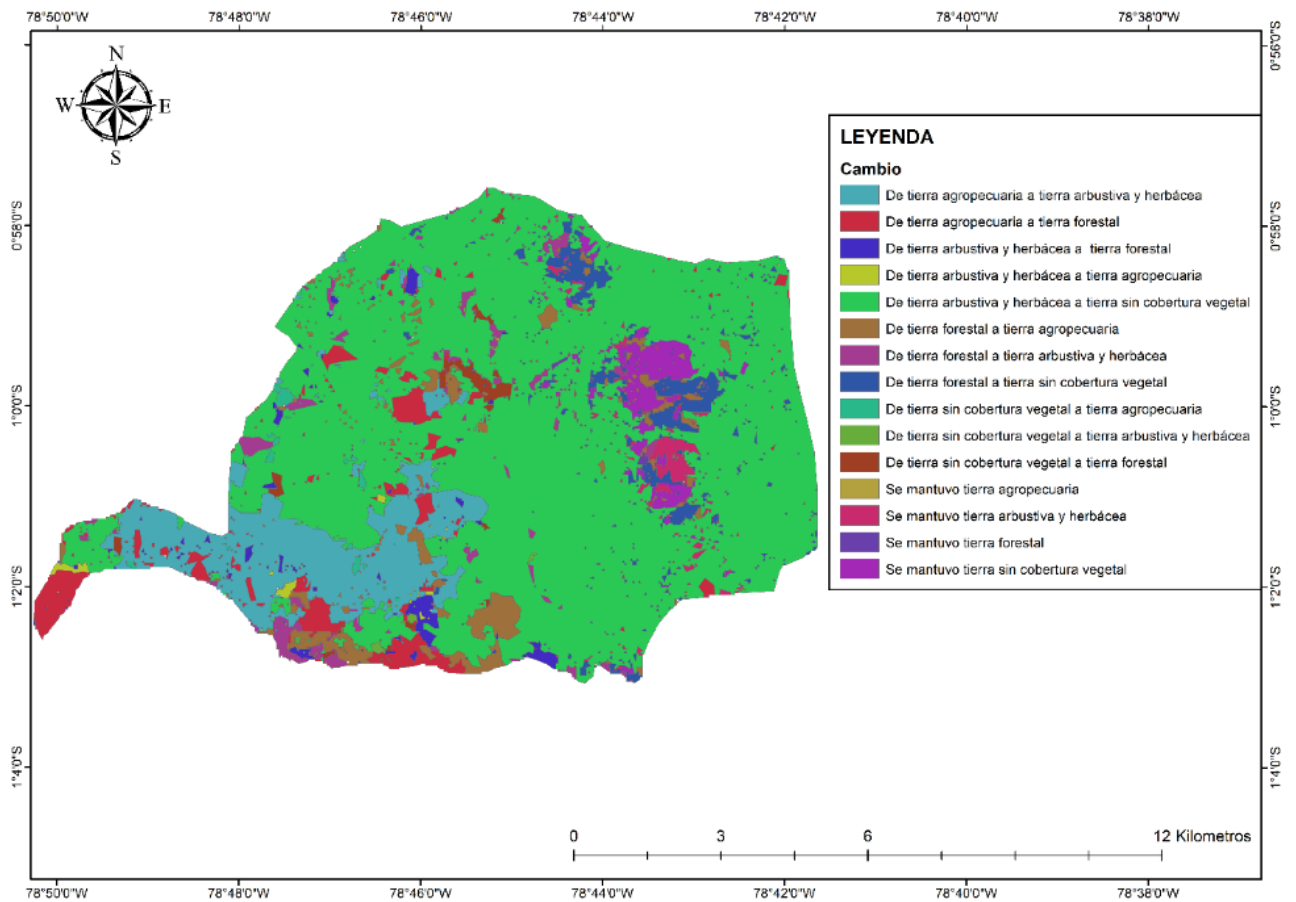 78°50'0"W 78°48'0"W 78°46'0"W 78°44'0"W 78°42'0"W 78°40'0"W 78°38'0"W
N
W E
S
0°56'0"S
0°58'0"S 0°58'0"S
1°0'0"S 1°0'0"S
1°2'0"S 1°2'0"S
1°4'0"S 1°4'0"S
LEYENDA
Cambio
De tierra agropecuaria a tierra arbustiva y herbácea
De tierra agropecuaria a tierra forestal
De tierra arbustiva y herbácea a tierra forestal
De tierra arbustiva y herbácea a tierra agropecuaria
De tierra arbustiva y herbácea a tierra sin cobertura vegetal
De tierra forestal a tierra agropecuaria
De tierra forestal a tierra arbustiva y herbácea
De tierra forestal a tierra sin cobertura vegetal
De tierra sin cobertura vegetal a tierra agropecuaria
De tierra sin cobertura vegetal a tierra arbustiva y herbácea
De tierra sin cobertura vegetal a tierra forestal
Se mantuvo tierra agropecuaria
Se mantuvo tierra arbustiva y herbácea
Se mantuvo tierra forestal
Se mantuvo tierra sin cobertura vegetal
0 3 6 12 Kilometros
78°50'0"W 78°48'0"W 78°46'0"W 78°44'0"W 78°42'0"W 78°40'0"W 78°38'0"W